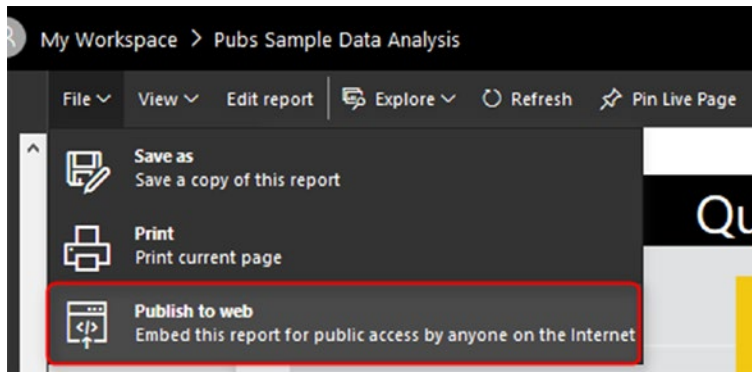 My Workspace > Pubs Sample Data Analysis
File View Edit report Explore Refresh Pin Live Page
Save as
Save a copy of this report
Qu
Print
Print current page
Publish to web
Embed this report for public access by anyone on the Internet